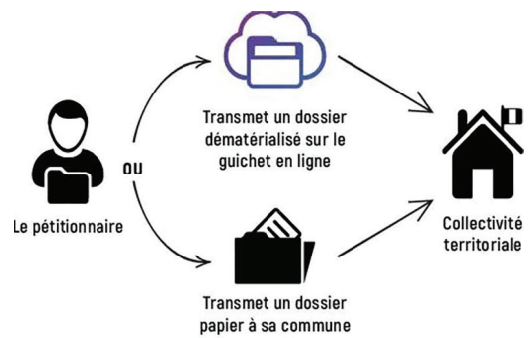 Transmet un dossier
dématérialisé sur le
guichet en ligne
ou
Le pétitionnaire
Collectivité
territoriale
Transmet un dossier
papier à sa commune